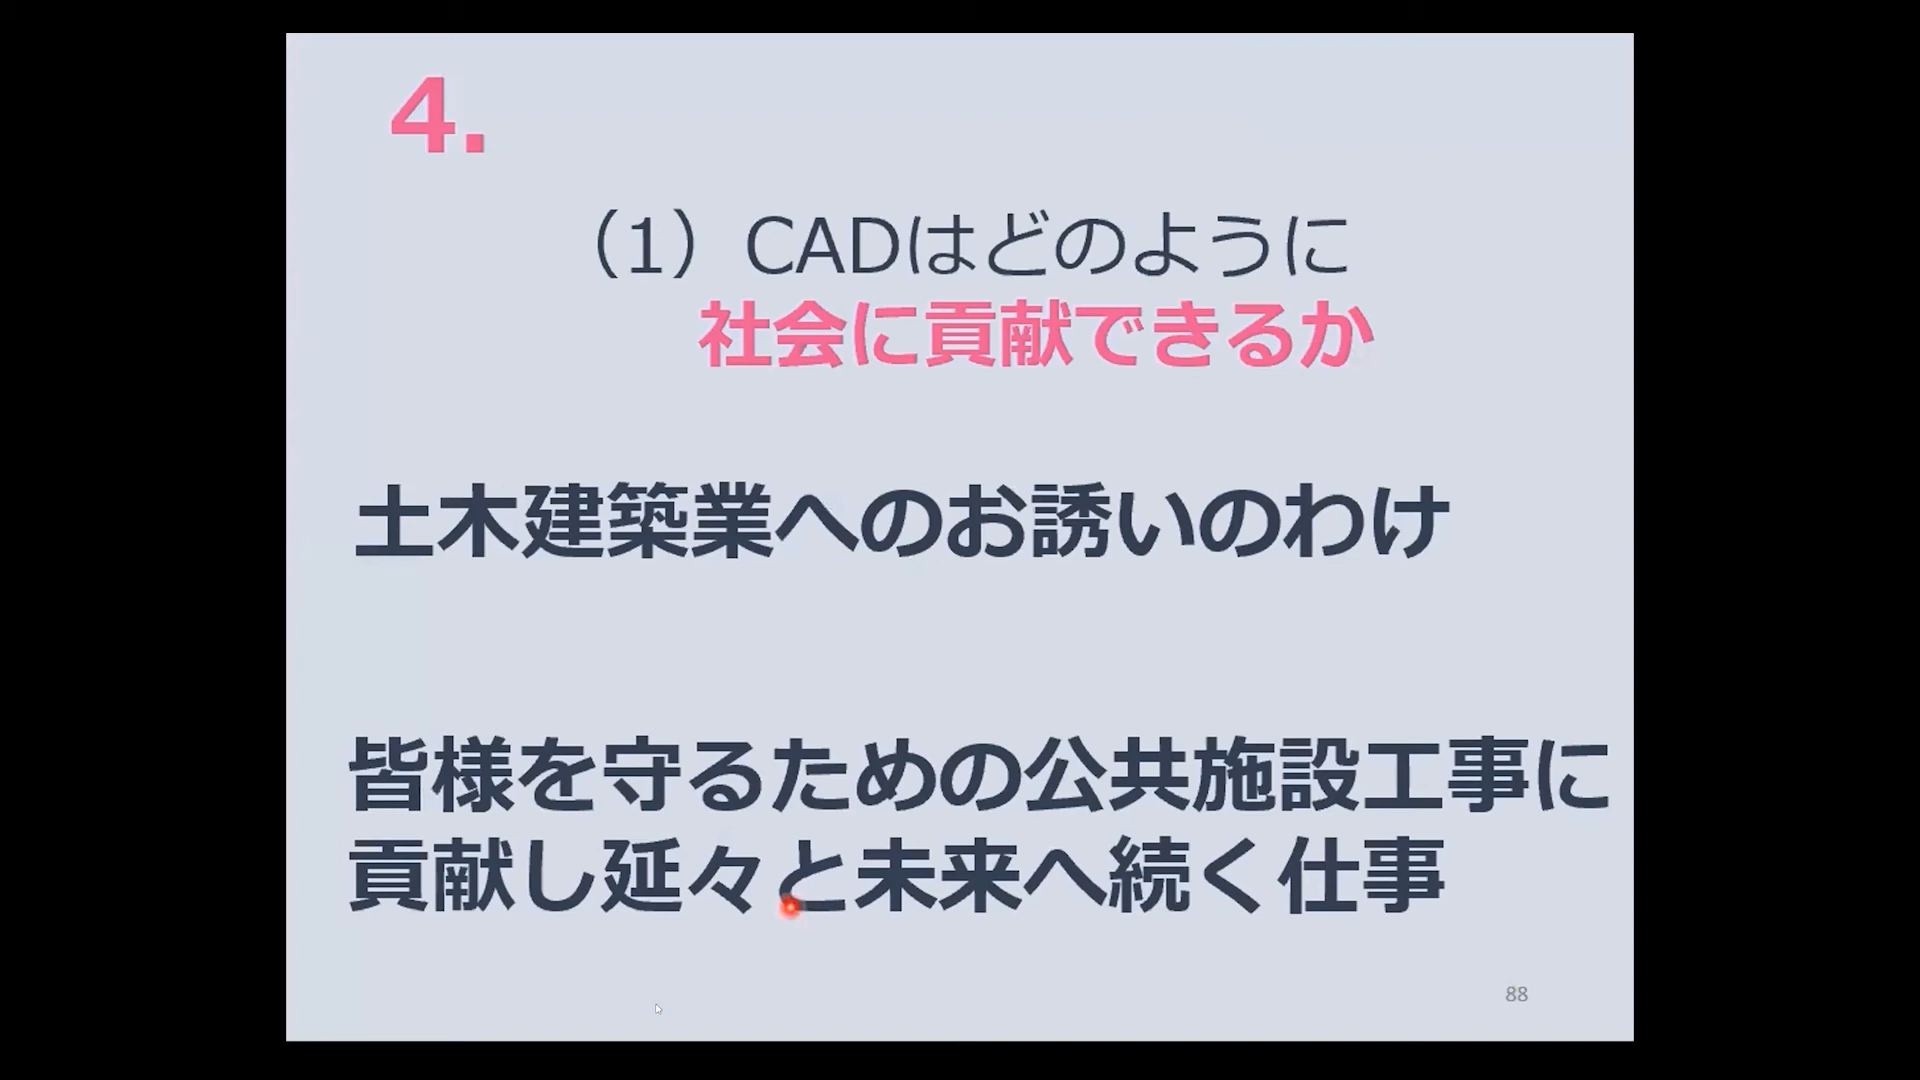 4.
（1）CADはどのように
社会に貢献できるか
土木建築業へのお誘いのわけ
皆様を守るための公共施設工事に
貢献し延々と未来へ続く仕事
88